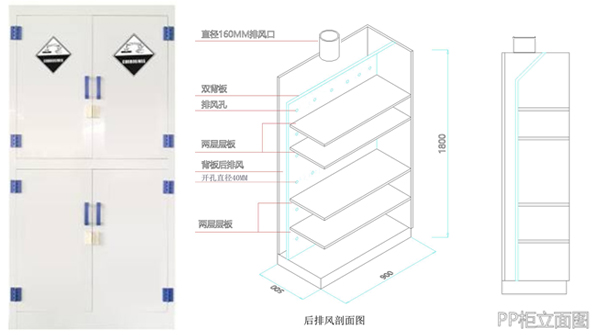 直径160MM排风口
双背板
排风孔
两层层板
背板后排风
开孔直径40MM
两层层板
1800
500
900
后排风剖面图
PP柜立面图